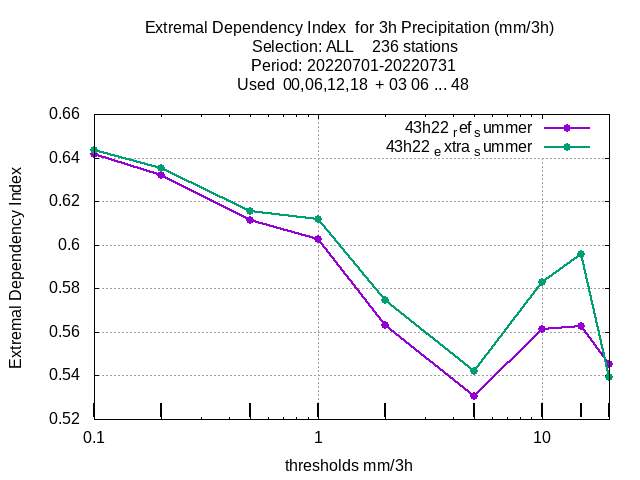 Extremal Dependency Index  for 3h Precipitation (mm/3h)
Selection: ALL    236 stations
Period: 20220701-20220731
Used  00,06,12,18  + 03 06 ... 48
0.66
43h22 ref summer
43h22 extra summer
0.64
0.62
0.6
0.58
0.56
0.54
0.52
Extremal Dependency Index
0.1
1
10
thresholds mm/3h